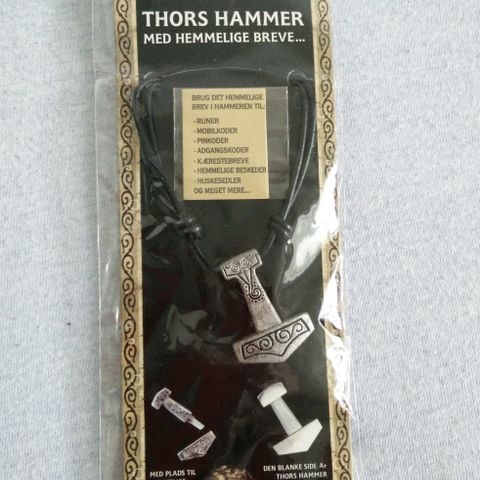 THORS HAMMER
MED HEMMELIGE BREVE...
BRUG DET HEMMELIGE
BREV I HAMMEREN TIL:
· RUNER
· MOBILKODER
· PINKODER
· ADGANGSKODER
· KÆRESTEBREVE
· HEMMELIGE BESKEDER
· HUSKESEDLER
OG MEGET MERE...
MED PLADS TIL
DEN BLANKE SIDE AF
THORS HAMMER